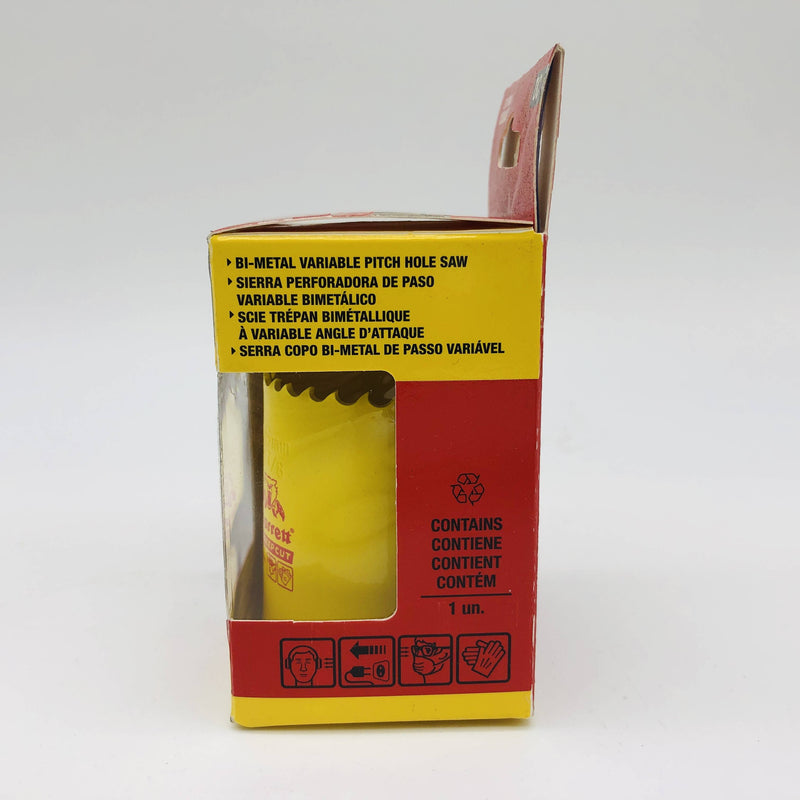 BI-METAL VARIABLE PITCH HOLE SAW
SIERRA PERFORADORA DE PASO
VARIABLE BIMETÁLICO
SCIE TRÉPAN BIMÉTALLIQUE
À VARIABLE ANGLE D'ATTAQUE
SERRA COPO BI-METAL DE PASSO VARIÁVEL
CONTAINS
CONTIENE
CONTIENT
CONTÉM
1 un.